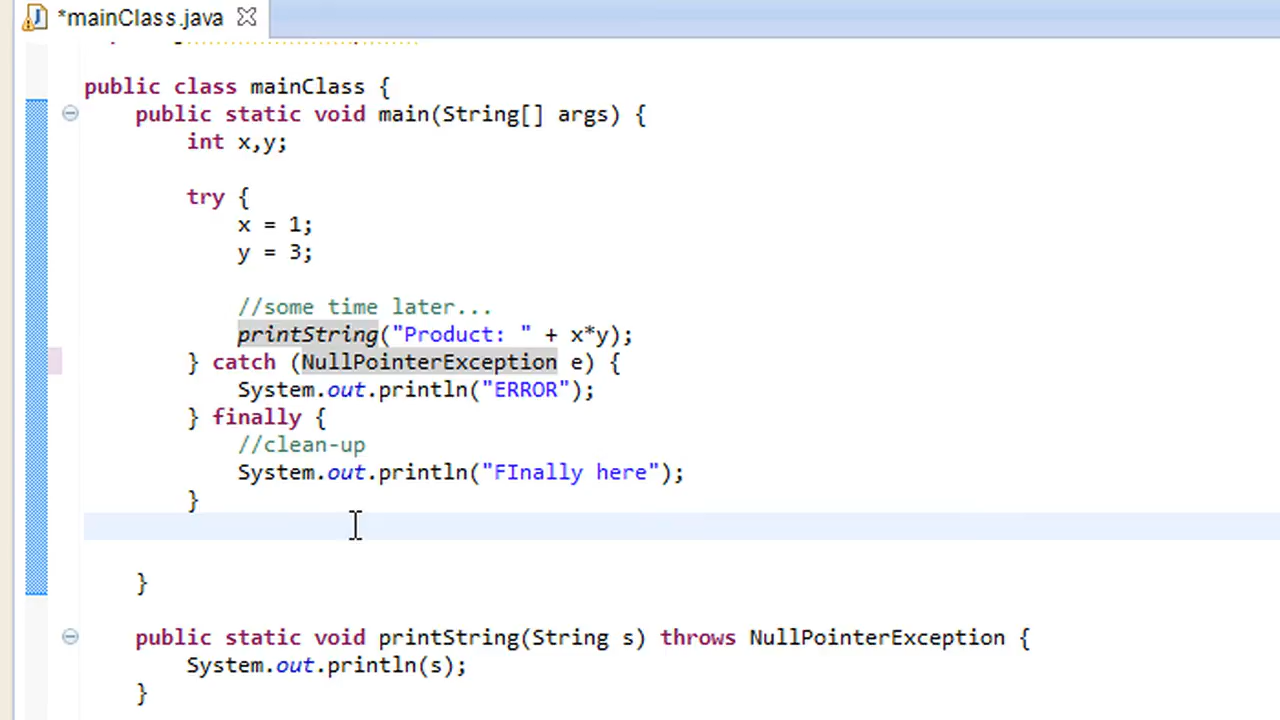 *mainClass.java
public class mainClass {
public static void main(String[] args) {
int x,y;
try {
x = 1;
y = 3;
//some time later...
printString("Product: " + x*y);
} catch (NullPointerException e) {
System.out.println("ERROR");
} finally {
//clean-up
System.out.println("FInally here");
}
}
public static void printString(String s) throws NullPointerException {
System.out.println(s);
}